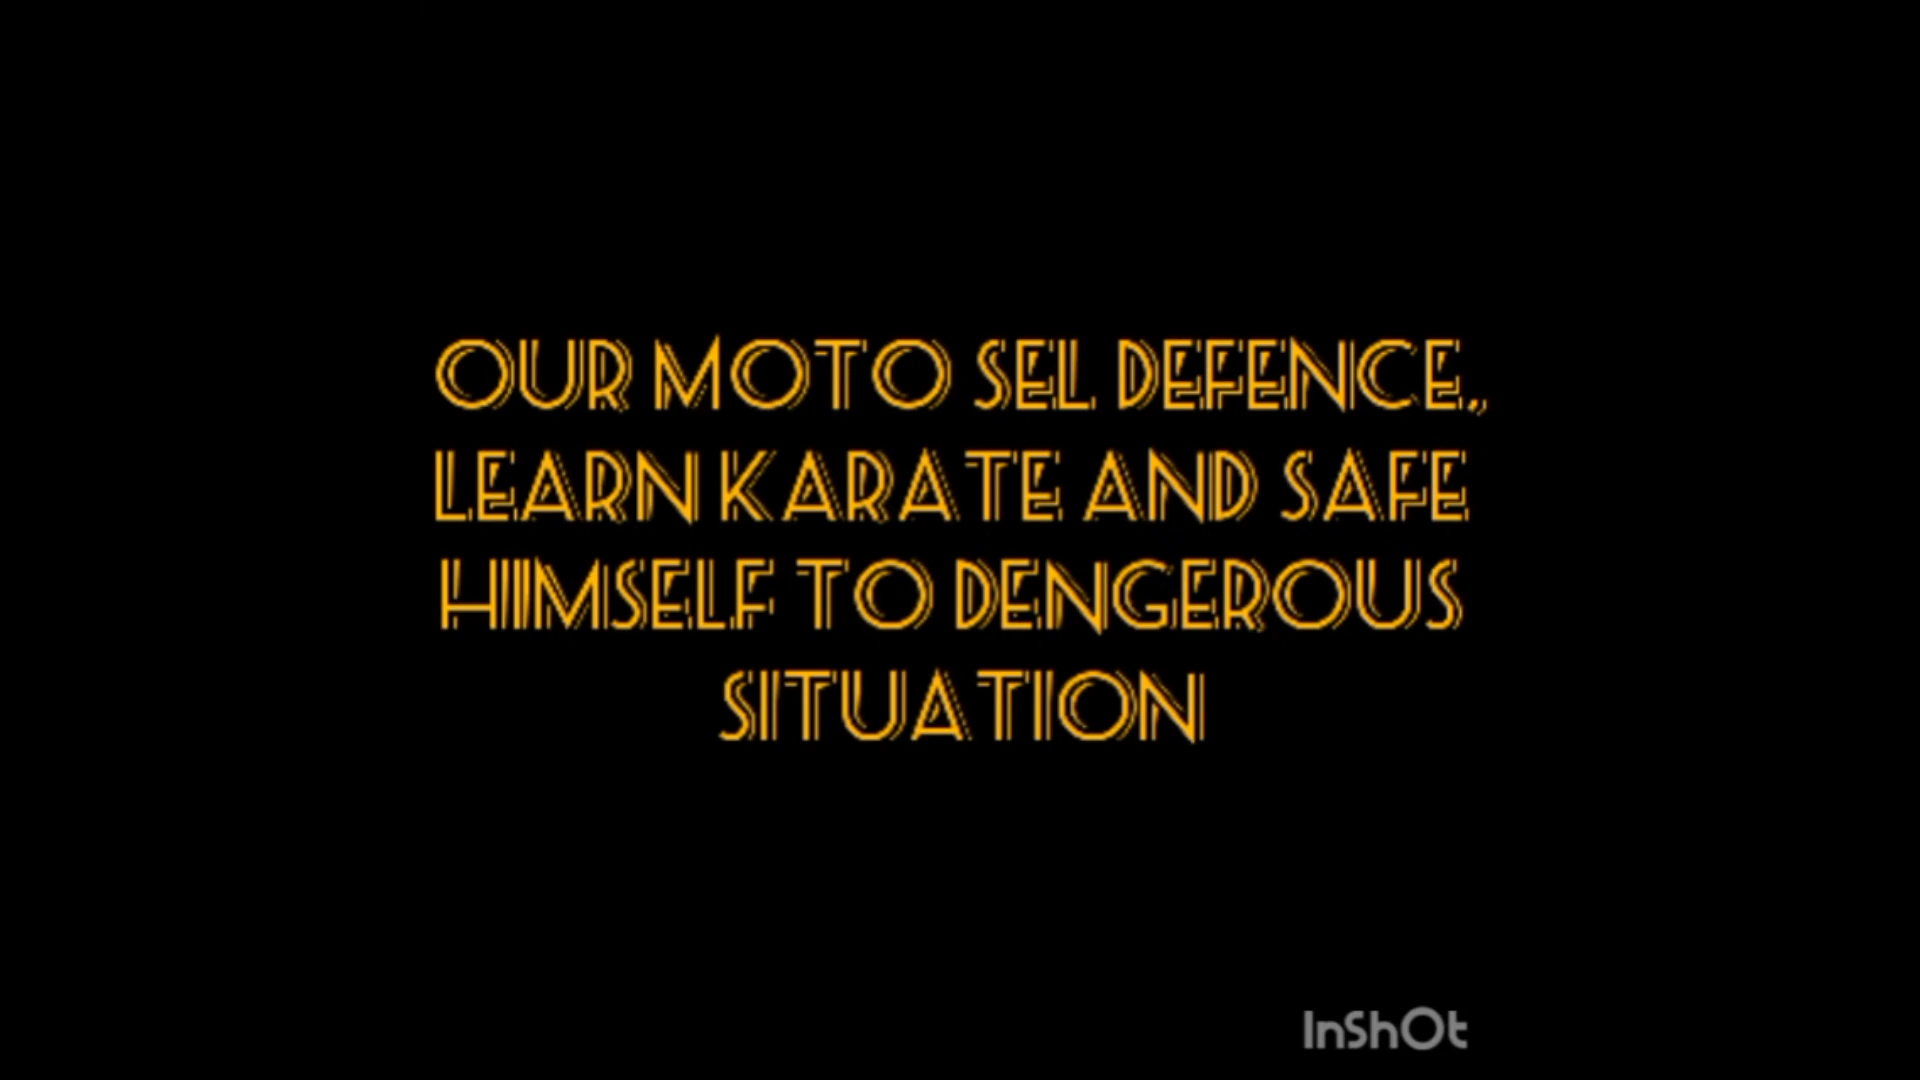 OUR MOTO SEL DEFENCE.,
LEARN KARATE AND SAFE
HIMSELF TO DENGEROUS
SITUATION
InShOt